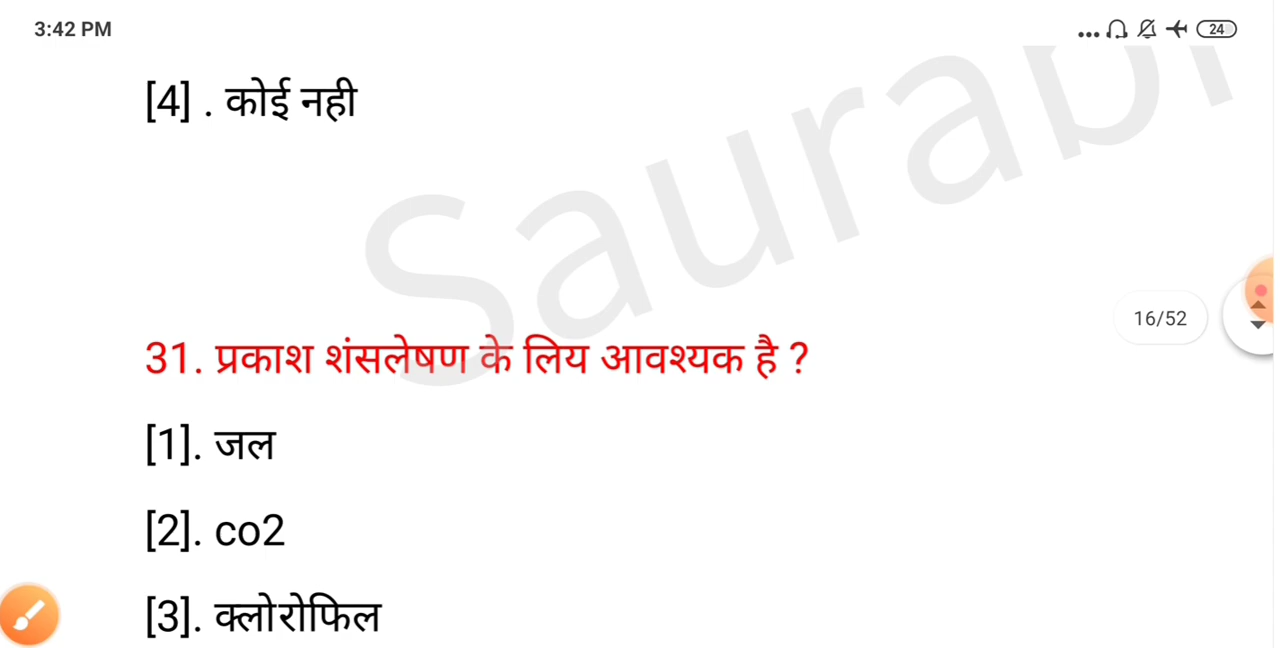 3:42 PM
... 24
[4] . कोई नही
Saurab
16/52
31. प्रकाश शंसलेषण के लिय आवश्यक है ?
[1]. जल
[2]. co2
[3]. क्लोरोफिल